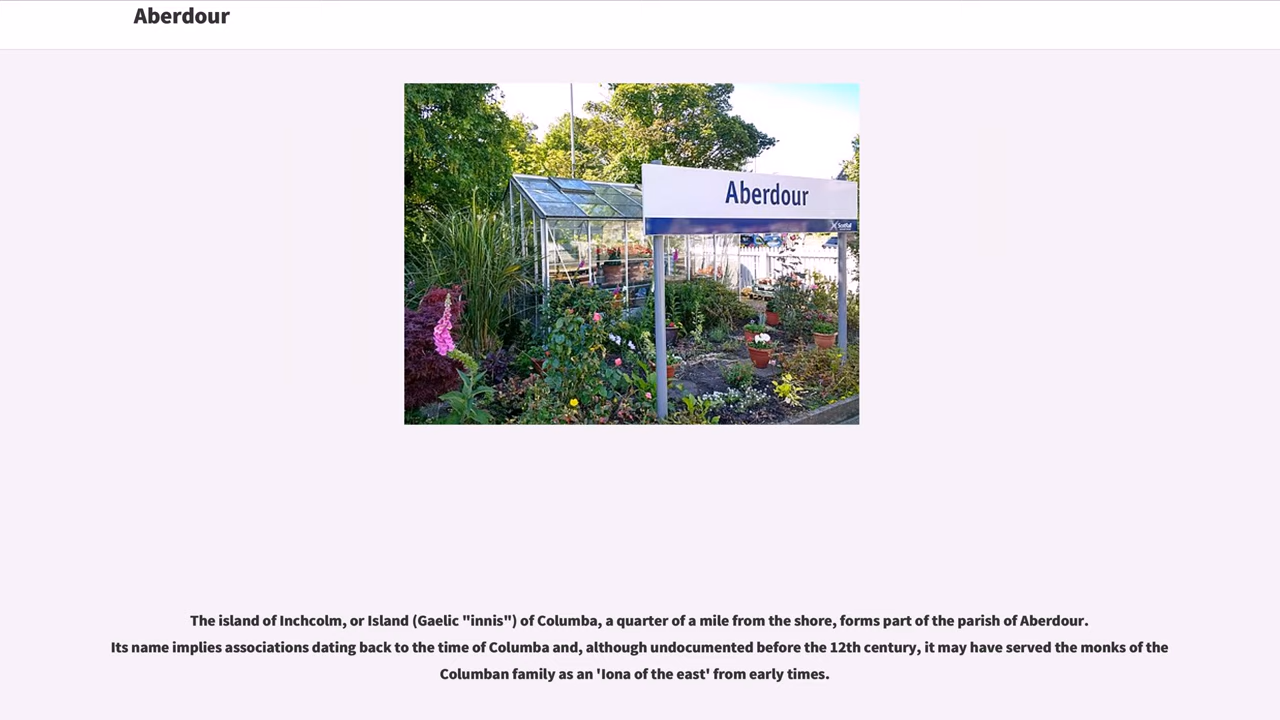 Aberdour
Aberdour
ScotRail
The island of Inchcolm, or Island (Gaelic "innis") of Columba, a quarter of a mile from the shore, forms part of the parish of Aberdour.
Its name implies associations dating back to the time of Columba and, although undocumented before the 12th century, it may have served the monks of the
Columban family as an 'Iona of the east' from early times.